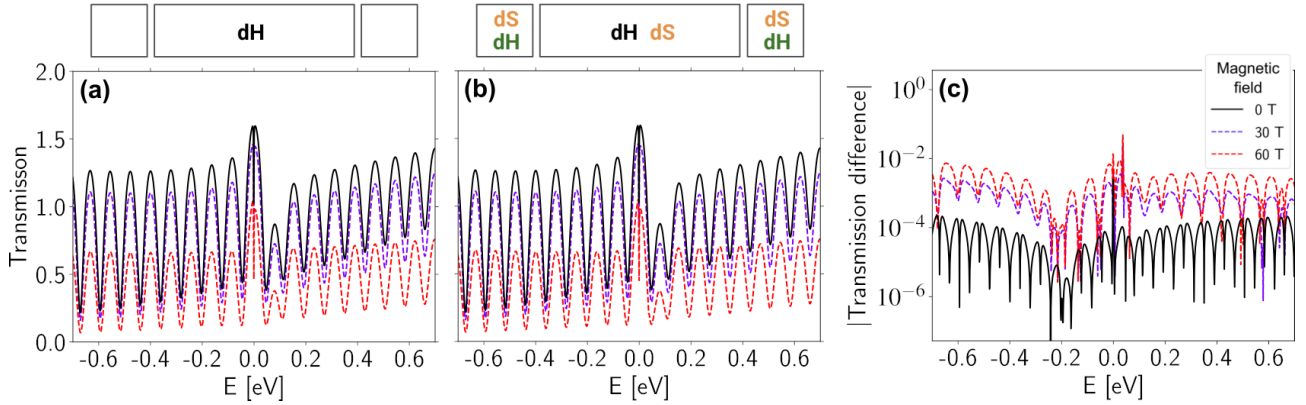 dH
dS
dH
dH dS
dS
dH
(a)
Transmisson
2.0
1.5
1.0
0.5
0.0
-0.6 -0.4 -0.2 0.0 0.2 0.4 0.6
E [eV]
(b)
-0.6 -0.4 -0.2 0.0 0.2 0.4 0.6
E [eV]
(c)
|Transmission difference|
10^0
10^-2
10^-4
10^-6
-0.6 -0.4 -0.2 0.0 0.2 0.4 0.6
E [eV]
Magnetic
field
0 T
30 T
60 T